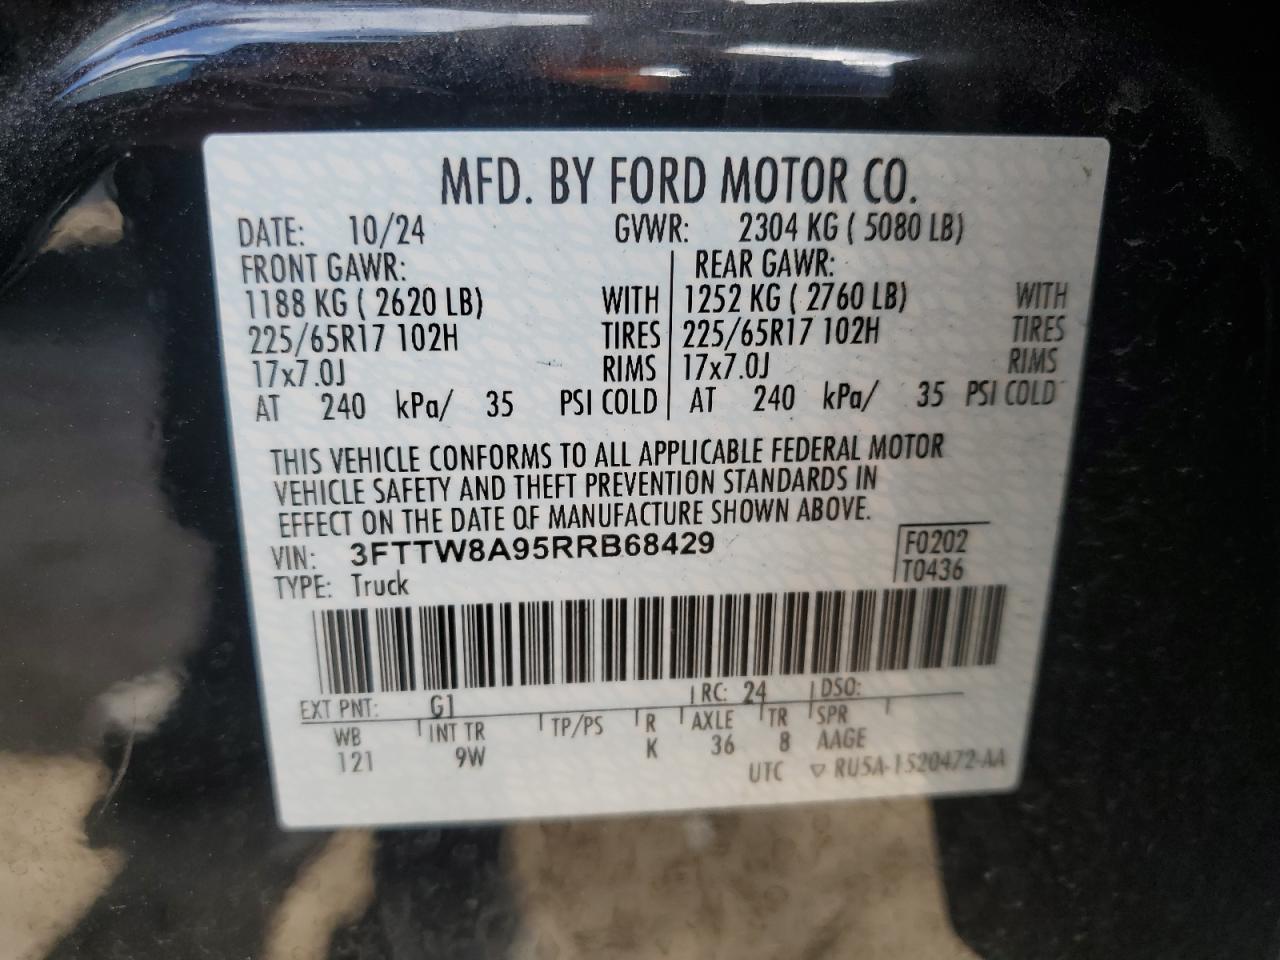 MFD. BY FORD MOTOR CO.
DATE: 10/24 GVWR: 2304 KG ( 5080 LB)
FRONT GAWR: REAR GAWR:
1188 KG ( 2620 LB) WITH 1252 KG ( 2760 LB) WITH
225/65R17 102H TIRES 225/65R17 102H TIRES
17x7.0J RIMS 17x7.0J RIMS
AT 240 kPa/ 35 PSI COLD AT 240 kPa/ 35 PSI COLD
THIS VEHICLE CONFORMS TO ALL APPLICABLE FEDERAL MOTOR
VEHICLE SAFETY AND THEFT PREVENTION STANDARDS IN
EFFECT ON THE DATE OF MANUFACTURE SHOWN ABOVE.
VIN: 3FTTW8A95RRB68429 F0202
TYPE: Truck T0436
EXT PNT: G1 RC: 24 DSO:
WB INT TR TP/PS R AXLE TR SPR
121 9W K 36 8 AAGE
UTC ▽ RU5A-1520472-AA